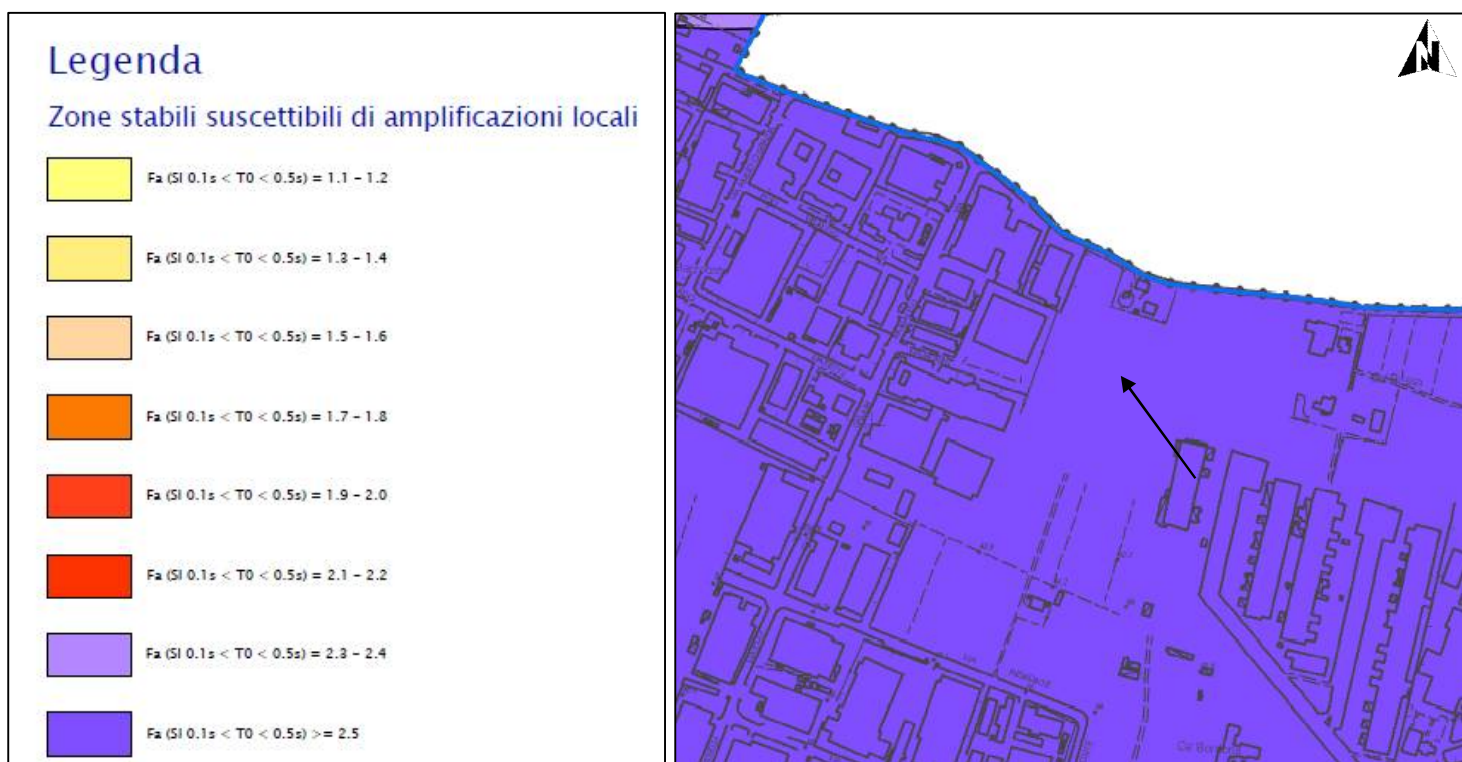 Legenda
Zone stabili suscettibili di amplificazioni locali
Fa (SI 0.1s < T0 < 0.5s) = 1.1 – 1.2
Fa (SI 0.1s < T0 < 0.5s) = 1.3 – 1.4
Fa (SI 0.1s < T0 < 0.5s) = 1.5 – 1.6
Fa (SI 0.1s < T0 < 0.5s) = 1.7 – 1.8
Fa (SI 0.1s < T0 < 0.5s) = 1.9 – 2.0
Fa (SI 0.1s < T0 < 0.5s) = 2.1 – 2.2
Fa (SI 0.1s < T0 < 0.5s) = 2.3 – 2.4
Fa (SI 0.1s < T0 < 0.5s) >= 2.5
N